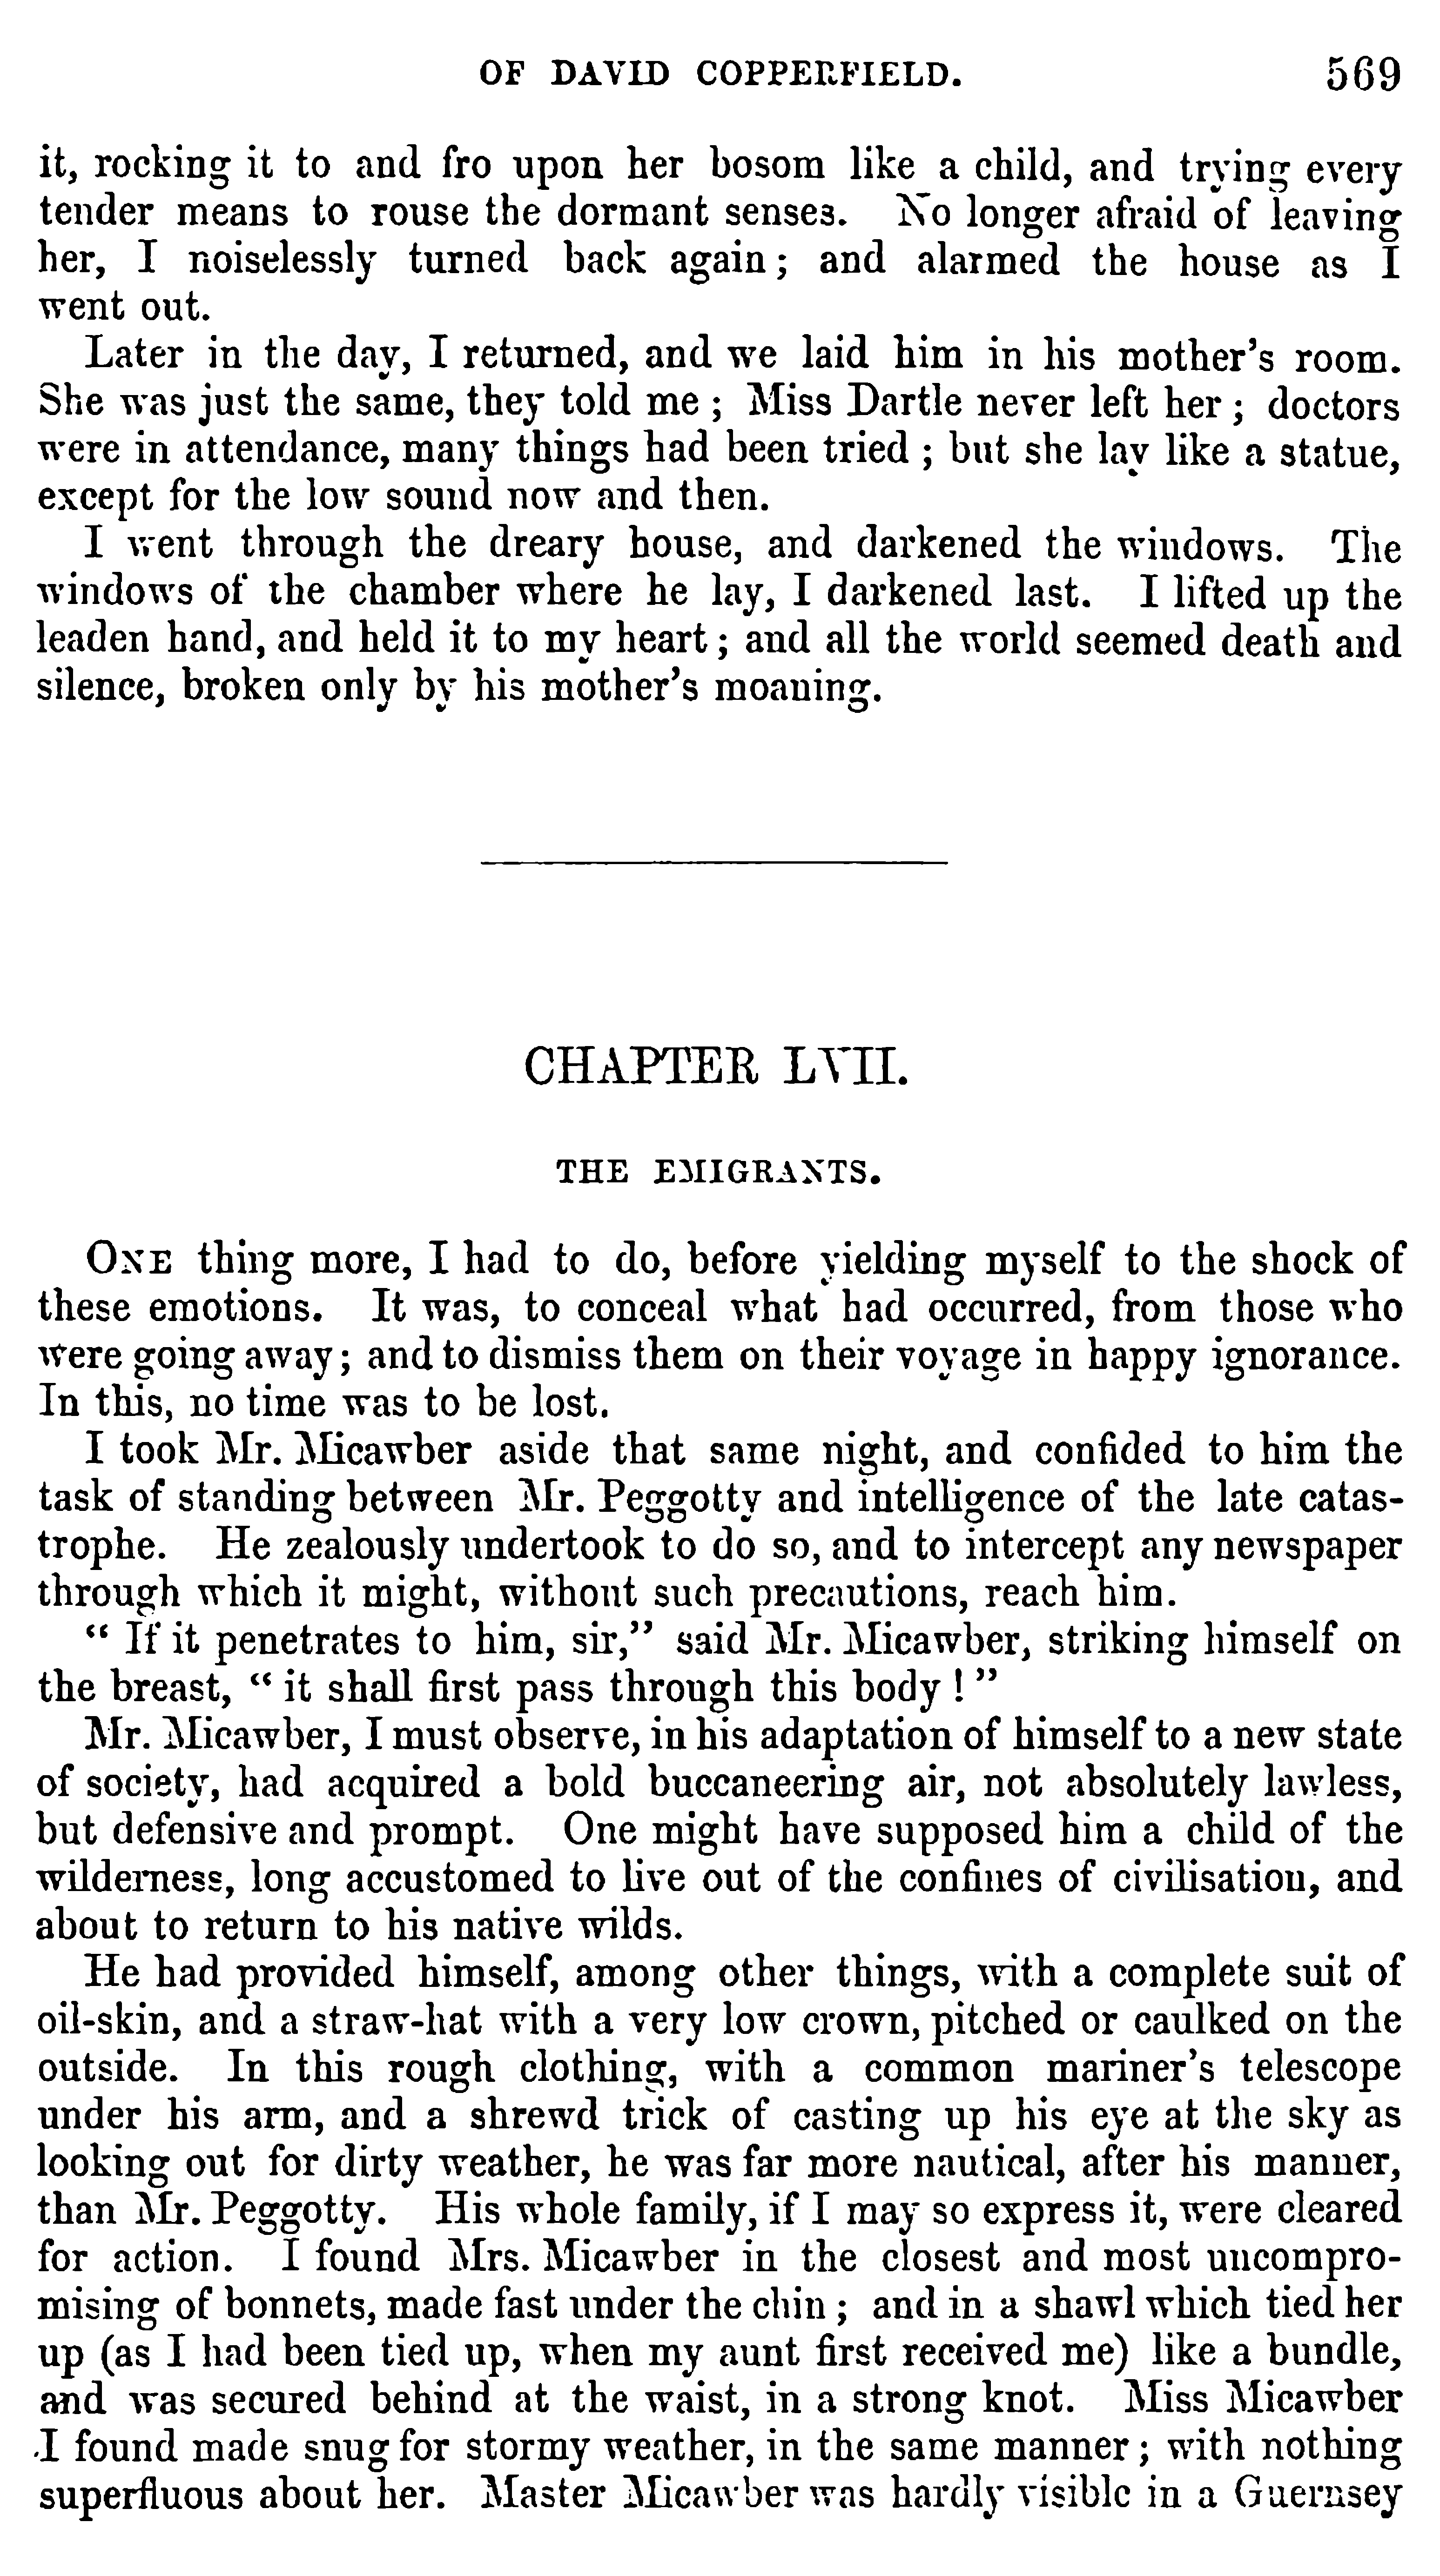 OF DAVID COPPERFIELD. 569
it, rocking it to and fro upon her bosom like a child, and trying every
tender means to rouse the dormant senses. No longer afraid of leaving
her, I noiselessly turned back again; and alarmed the house as I
went out.
Later in the day, I returned, and we laid him in his mother's room.
She was just the same, they told me; Miss Dartle never left her; doctors
were in attendance, many things had been tried; but she lay like a statue,
except for the low sound now and then.
I went through the dreary house, and darkened the windows. The
windows of the chamber where he lay, I darkened last. I lifted up the
leaden hand, and held it to my heart; and all the world seemed death and
silence, broken only by his mother's moaning.
CHAPTER LVII.
THE EMIGRANTS.
ONE thing more, I had to do, before yielding myself to the shock of
these emotions. It was, to conceal what had occurred, from those who
were going away; and to dismiss them on their voyage in happy ignorance.
In this, no time was to be lost.
I took Mr. Micawber aside that same night, and confided to him the
task of standing between Mr. Peggotty and intelligence of the late catas-
trophe. He zealously undertook to do so, and to intercept any newspaper
through which it might, without such precautions, reach him.
"If it penetrates to him, sir," said Mr. Micawber, striking himself on
the breast, "it shall first pass through this body!"
Mr. Micawber, I must observe, in his adaptation of himself to a new state
of society, had acquired a bold buccaneering air, not absolutely lawless,
but defensive and prompt. One might have supposed him a child of the
wilderness, long accustomed to live out of the confines of civilisation, and
about to return to his native wilds.
He had provided himself, among other things, with a complete suit of
oil-skin, and a straw-hat with a very low crown, pitched or caulked on the
outside. In this rough clothing, with a common mariner's telescope
under his arm, and a shrewd trick of casting up his eye at the sky as
looking out for dirty weather, he was far more nautical, after his manner,
than Mr. Peggotty. His whole family, if I may so express it, were cleared
for action. I found Mrs. Micawber in the closest and most uncompro-
mising of bonnets, made fast under the chin; and in a shawl which tied her
up (as I had been tied up, when my aunt first received me) like a bundle,
and was secured behind at the waist, in a strong knot. Miss Micawber
I found made snug for stormy weather, in the same manner; with nothing
superfluous about her. Master Micawber was hardly visible in a Guernsey